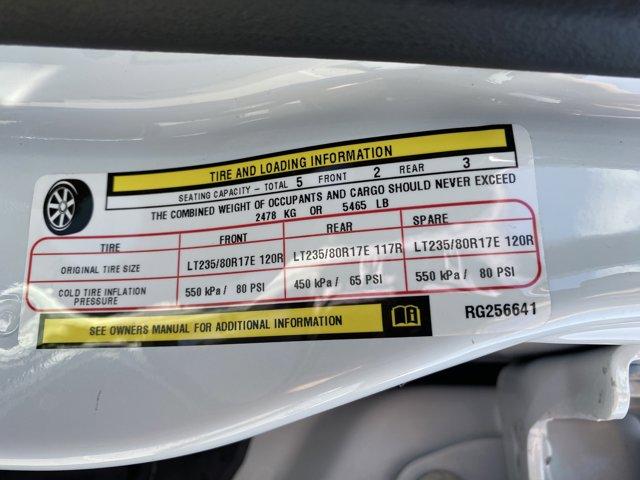 TIRE AND LOADING INFORMATION
SEATING CAPACITY - TOTAL 5 FRONT 2 REAR 3
THE COMBINED WEIGHT OF OCCUPANTS AND CARGO SHOULD NEVER EXCEED
2478 KG OR 5465 LB
TIRE FRONT REAR SPARE
ORIGINAL TIRE SIZE LT235/80R17E 120R LT235/80R17E 117R LT235/80R17E 120R
COLD TIRE INFLATION PRESSURE 550 kPa / 80 PSI 450 kPa / 65 PSI 550 kPa / 80 PSI
SEE OWNERS MANUAL FOR ADDITIONAL INFORMATION
RG256641